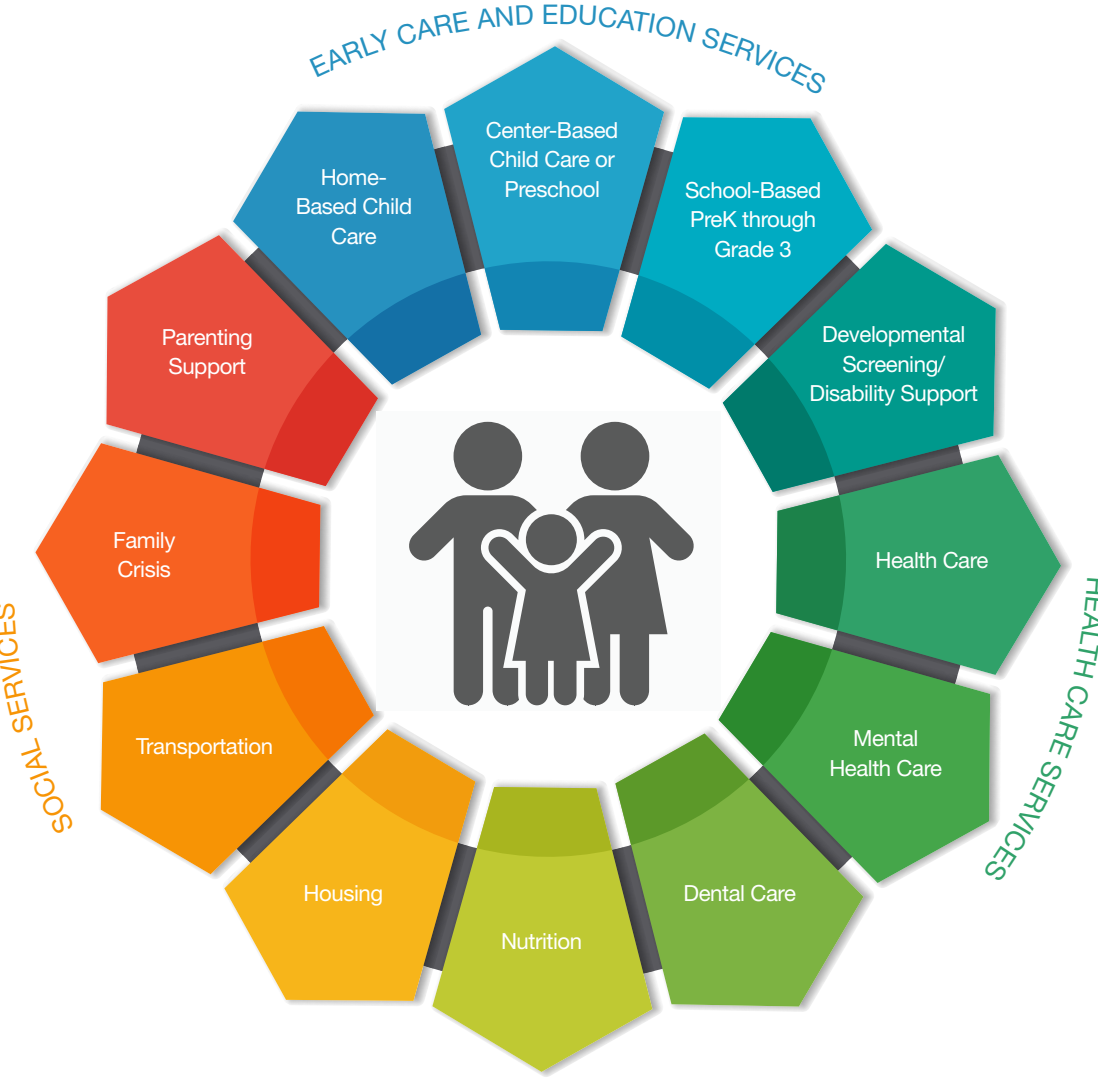 EARLY CARE AND EDUCATION SERVICES
Center-Based
Child Care or
Preschool
School-Based
PreK through
Grade 3
Developmental
Screening/
Disability Support
Health Care
HEALTH CARE SERVICES
Mental
Health Care
Dental Care
Nutrition
Housing
Transportation
SOCIAL SERVICES
Family
Crisis
Parenting
Support
Home-
Based Child
Care